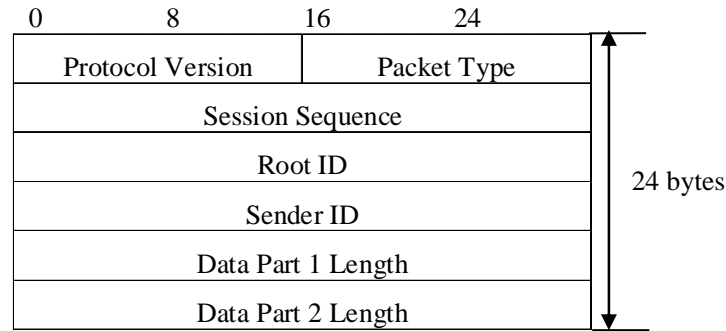 0 8 16 24
Protocol Version Packet Type
Session Sequence
Root ID
Sender ID
24 bytes
Data Part 1 Length
Data Part 2 Length